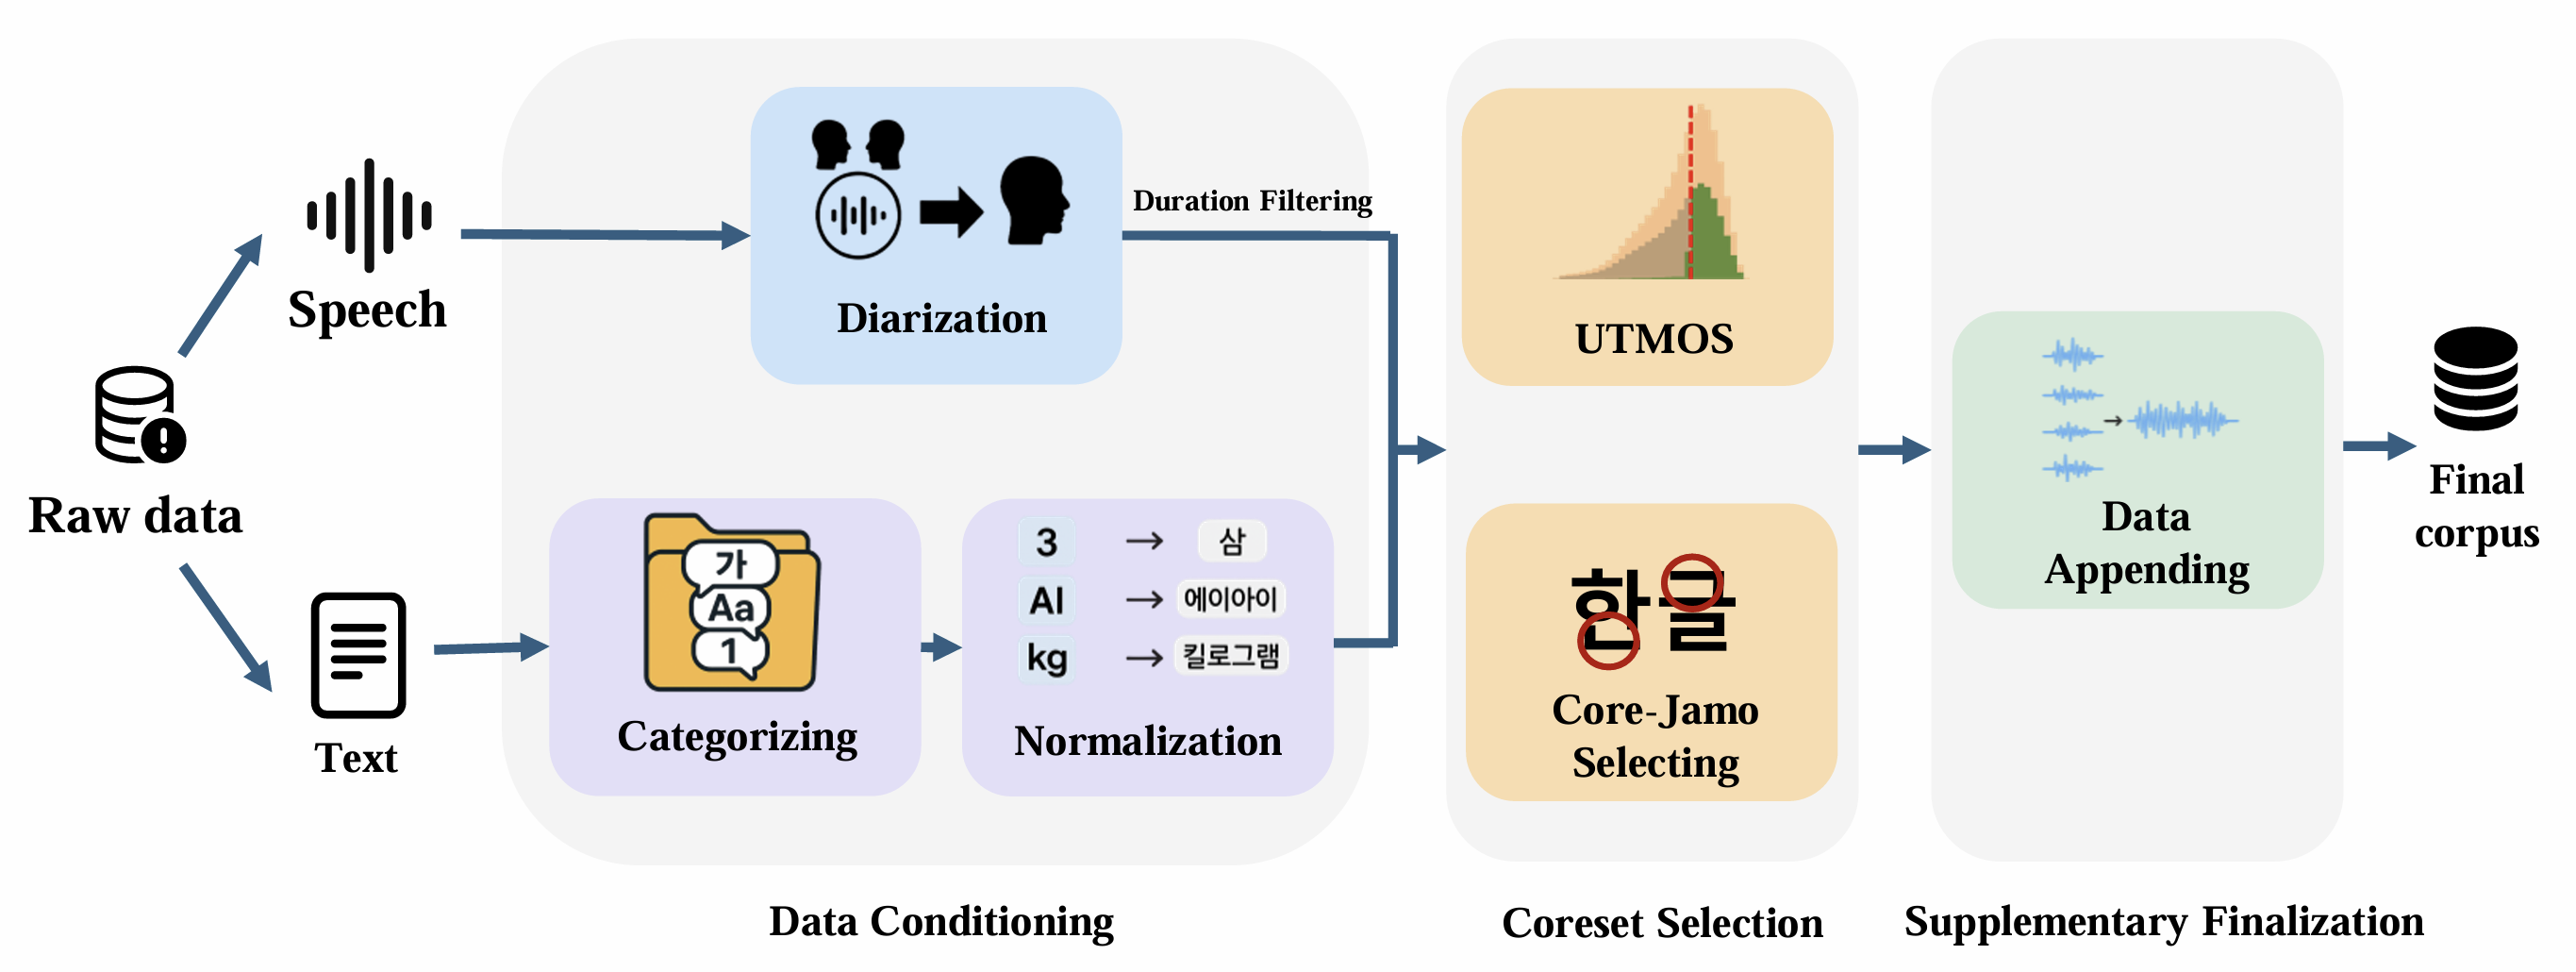 Raw data
Speech
Text
Diarization
Duration Filtering
가
Aa
1
Categorizing
3 → 삼
AI → 에이아이
kg → 킬로그램
Normalization
Data Conditioning
UTMOS
한글
Core-Jamo
Selecting
Coreset Selection
→
Data
Appending
Supplementary Finalization
Final
corpus